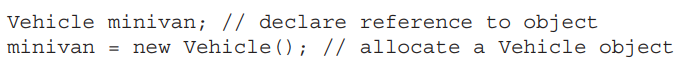 Vehicle minivan; // declare reference to object
minivan = new Vehicle(); // allocate a Vehicle object